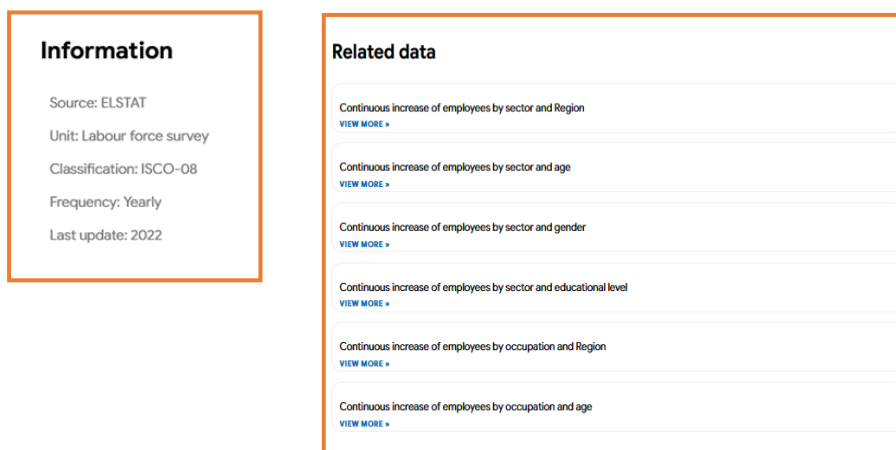 Information
Source: ELSTAT
Unit: Labour force survey
Classification: ISCO-08
Frequency: Yearly
Last update: 2022
Related data
Continuous increase of employees by sector and Region
VIEW MORE »
Continuous increase of employees by sector and age
VIEW MORE »
Continuous increase of employees by sector and gender
VIEW MORE »
Continuous increase of employees by sector and educational level
VIEW MORE »
Continuous increase of employees by occupation and Region
VIEW MORE »
Continuous increase of employees by occupation and age
VIEW MORE »